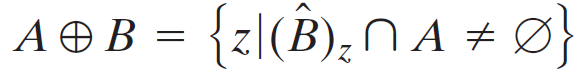 A ⊕ B = {z|(B̂)_z ∩ A ≠ ∅}